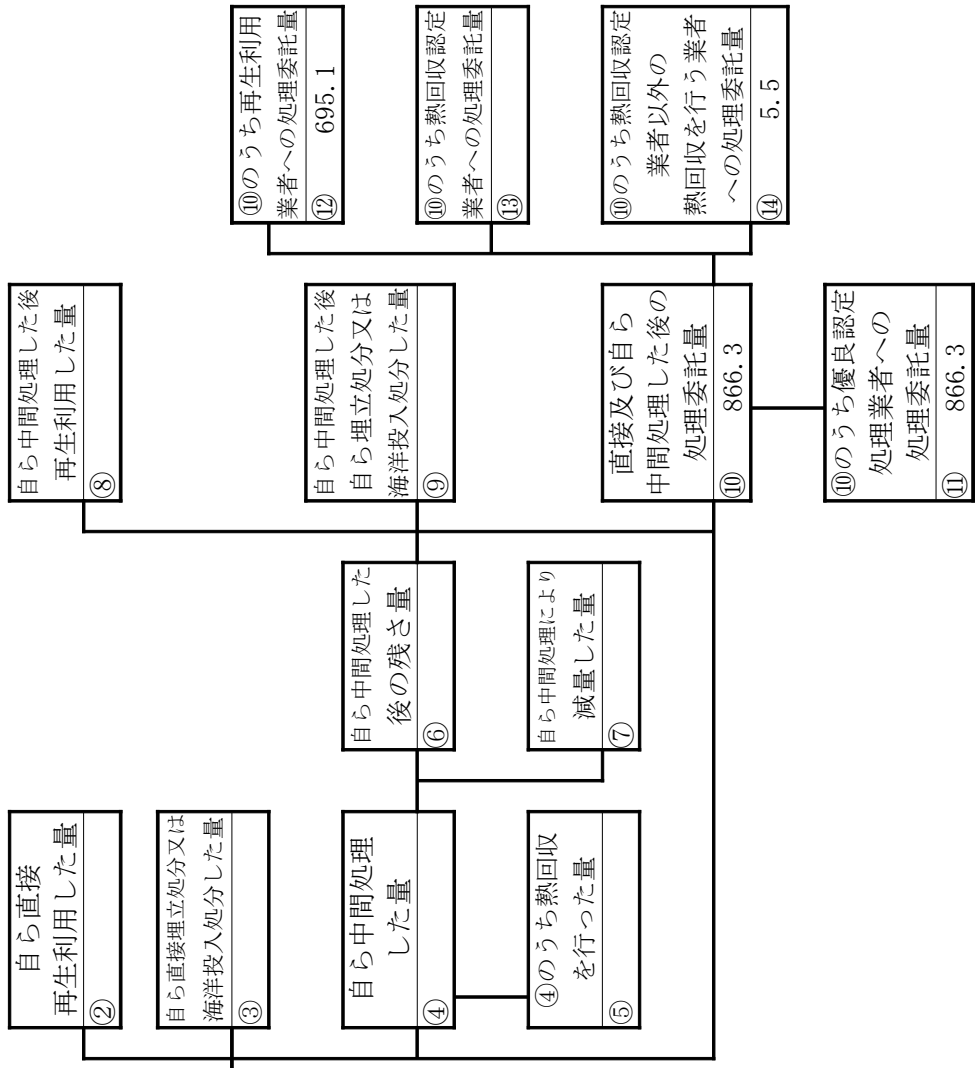 自ら直接
再生利用した量
②
自ら直接埋立処分又は
海洋投入処分した量
③
自ら中間処理
した量
④
④のうち熱回収
を行った量
⑤
自ら中間処理した
後の残さ量
⑥
自ら中間処理により
減量した量
⑦
自ら中間処理した後
再生利用した量
⑧
自ら中間処理した後
自ら埋立処分又は
海洋投入処分した量
⑨
直接及び自ら
中間処理した後の
処理委託量
⑩ 866.3
⑩のうち優良認定
処理業者への
処理委託量
⑪ 866.3
⑩のうち再生利用
業者への処理委託量
⑫ 695.1
⑩のうち熱回収認定
業者への処理委託量
⑬
⑩のうち熱回収認定
業者以外の
熱回収を行う業者
への処理委託量
⑭ 5.5